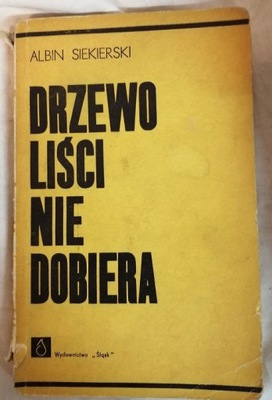 ALBIN SIEKIERSKI
DRZEWO
LIŚCI
NIE
DOBIERA
Wydawnictwo „Śląsk"